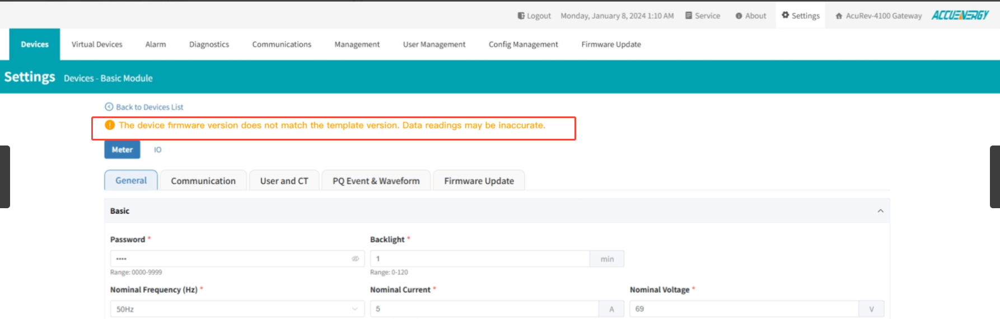 Logout Monday, January 8, 2024 1:10 AM Service About Settings AcuRev-4100 Gateway ACCUENERGY
Devices Virtual Devices Alarm Diagnostics Communications Management User Management Config Management Firmware Update
Settings Devices - Basic Module
Back to Devices List
The device firmware version does not match the template version. Data readings may be inaccurate.
Meter IO
General Communication User and CT PQ Event & Waveform Firmware Update
Basic
Password * Backlight *
•••• 1 min
Range: 0000-9999 Range: 0-120
Nominal Frequency (Hz) * Nominal Current * Nominal Voltage *
50Hz 5 A 69 V